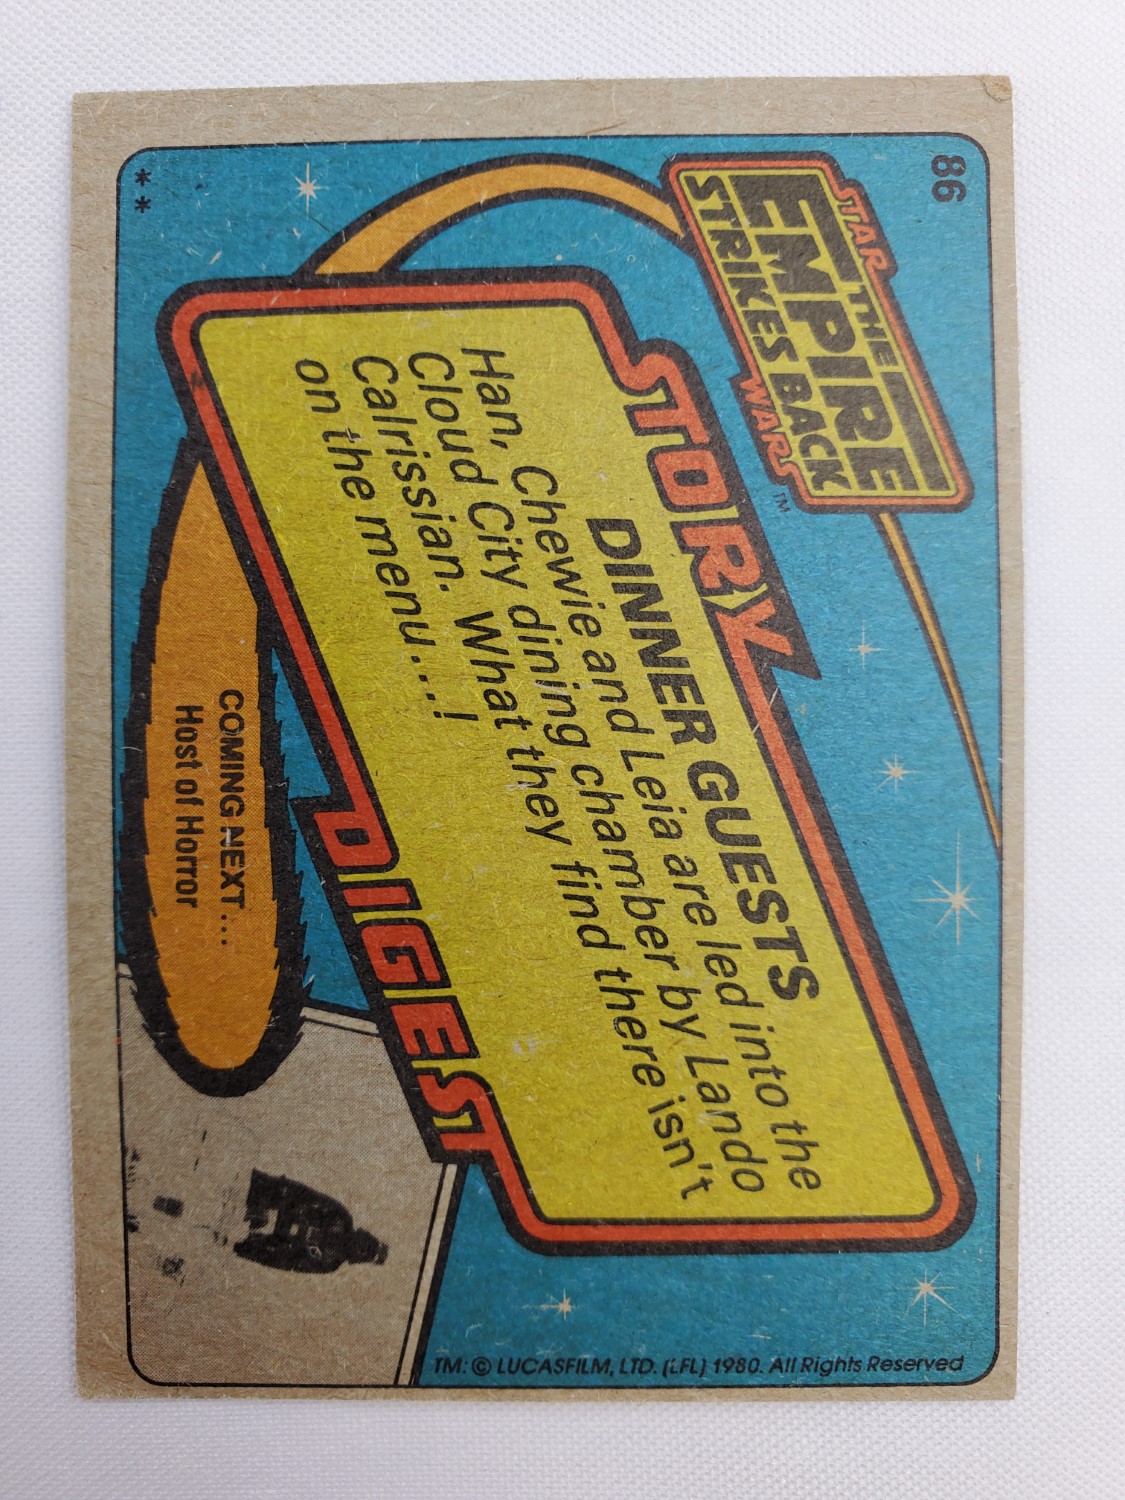 86
STAR
THE
EMPIRE
STRIKES BACK
WARS™
STORY
DINNER GUESTS
Han, Chewie and Leia are led into the
Cloud City dining chamber by Lando
Calrissian. What they find there isn't
on the menu...!
DIGEST
COMING NEXT...
Host of Horror
**
TM: © LUCASFILM, LTD. (LFL) 1980. All Rights Reserved